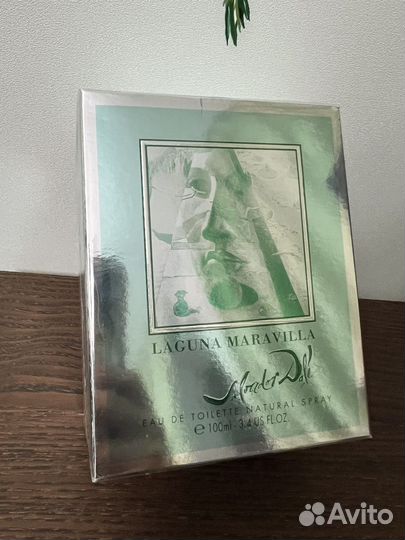 LAGUNA MARAVILLA
Salvador Dali
EAU DE TOILETTE NATURAL SPRAY
℮ 100ml - 3.4 US FL.OZ.
Avito